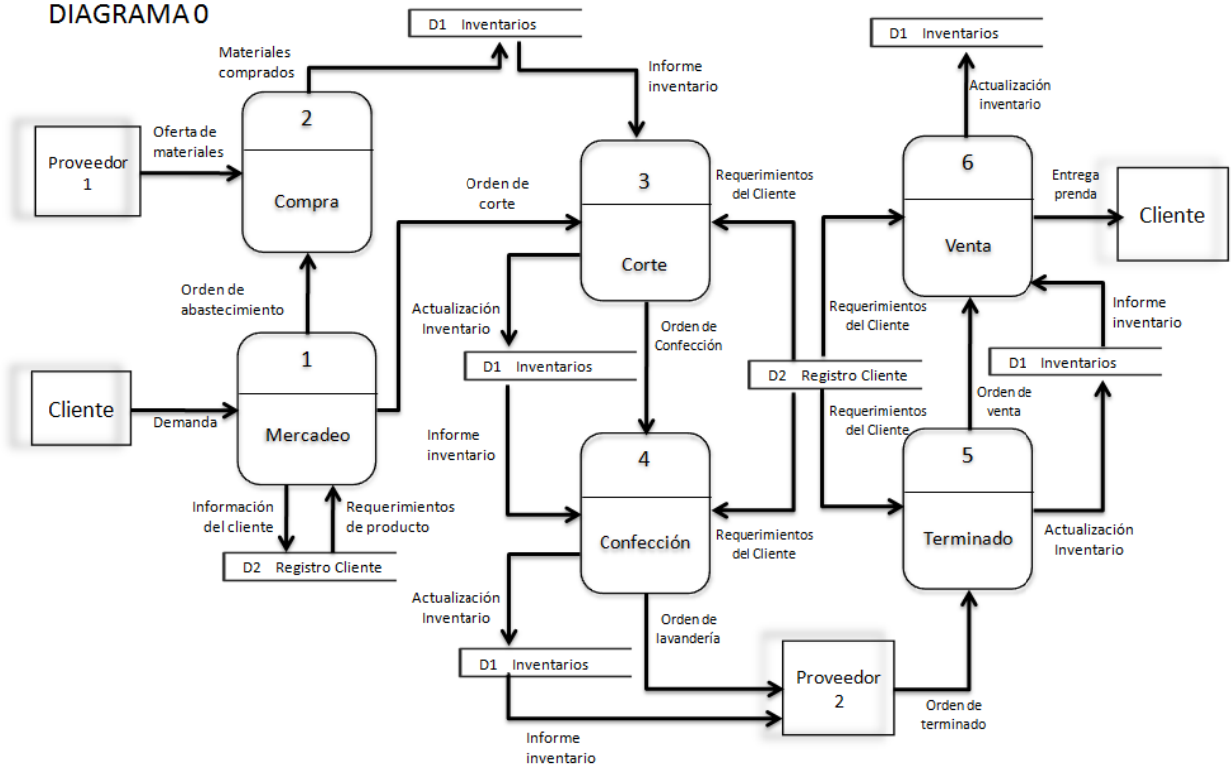 DIAGRAMA 0
D1 Inventarios
D1 Inventarios
Materiales
comprados
Informe
inventario
Actualización
inventario
2
Compra
Oferta de
materiales
Proveedor
1
3
Corte
Orden de
corte
Requerimientos
del Cliente
6
Venta
Entrega
prenda
Cliente
Orden de
abastecimiento
Actualización
Inventario
Orden de
Confección
Requerimientos
del Cliente
Informe
inventario
1
Mercadeo
Cliente
Demanda
D1 Inventarios
D2 Registro Cliente
D1 Inventarios
Orden de
venta
Requerimientos
del Cliente
Informe
inventario
4
Confección
5
Terminado
Información
del cliente
Requerimientos
de producto
Requerimientos
del Cliente
Actualización
Inventario
D2 Registro Cliente
Actualización
Inventario
Orden de
lavandería
D1 Inventarios
Proveedor
2
Orden de
terminado
Informe
inventario